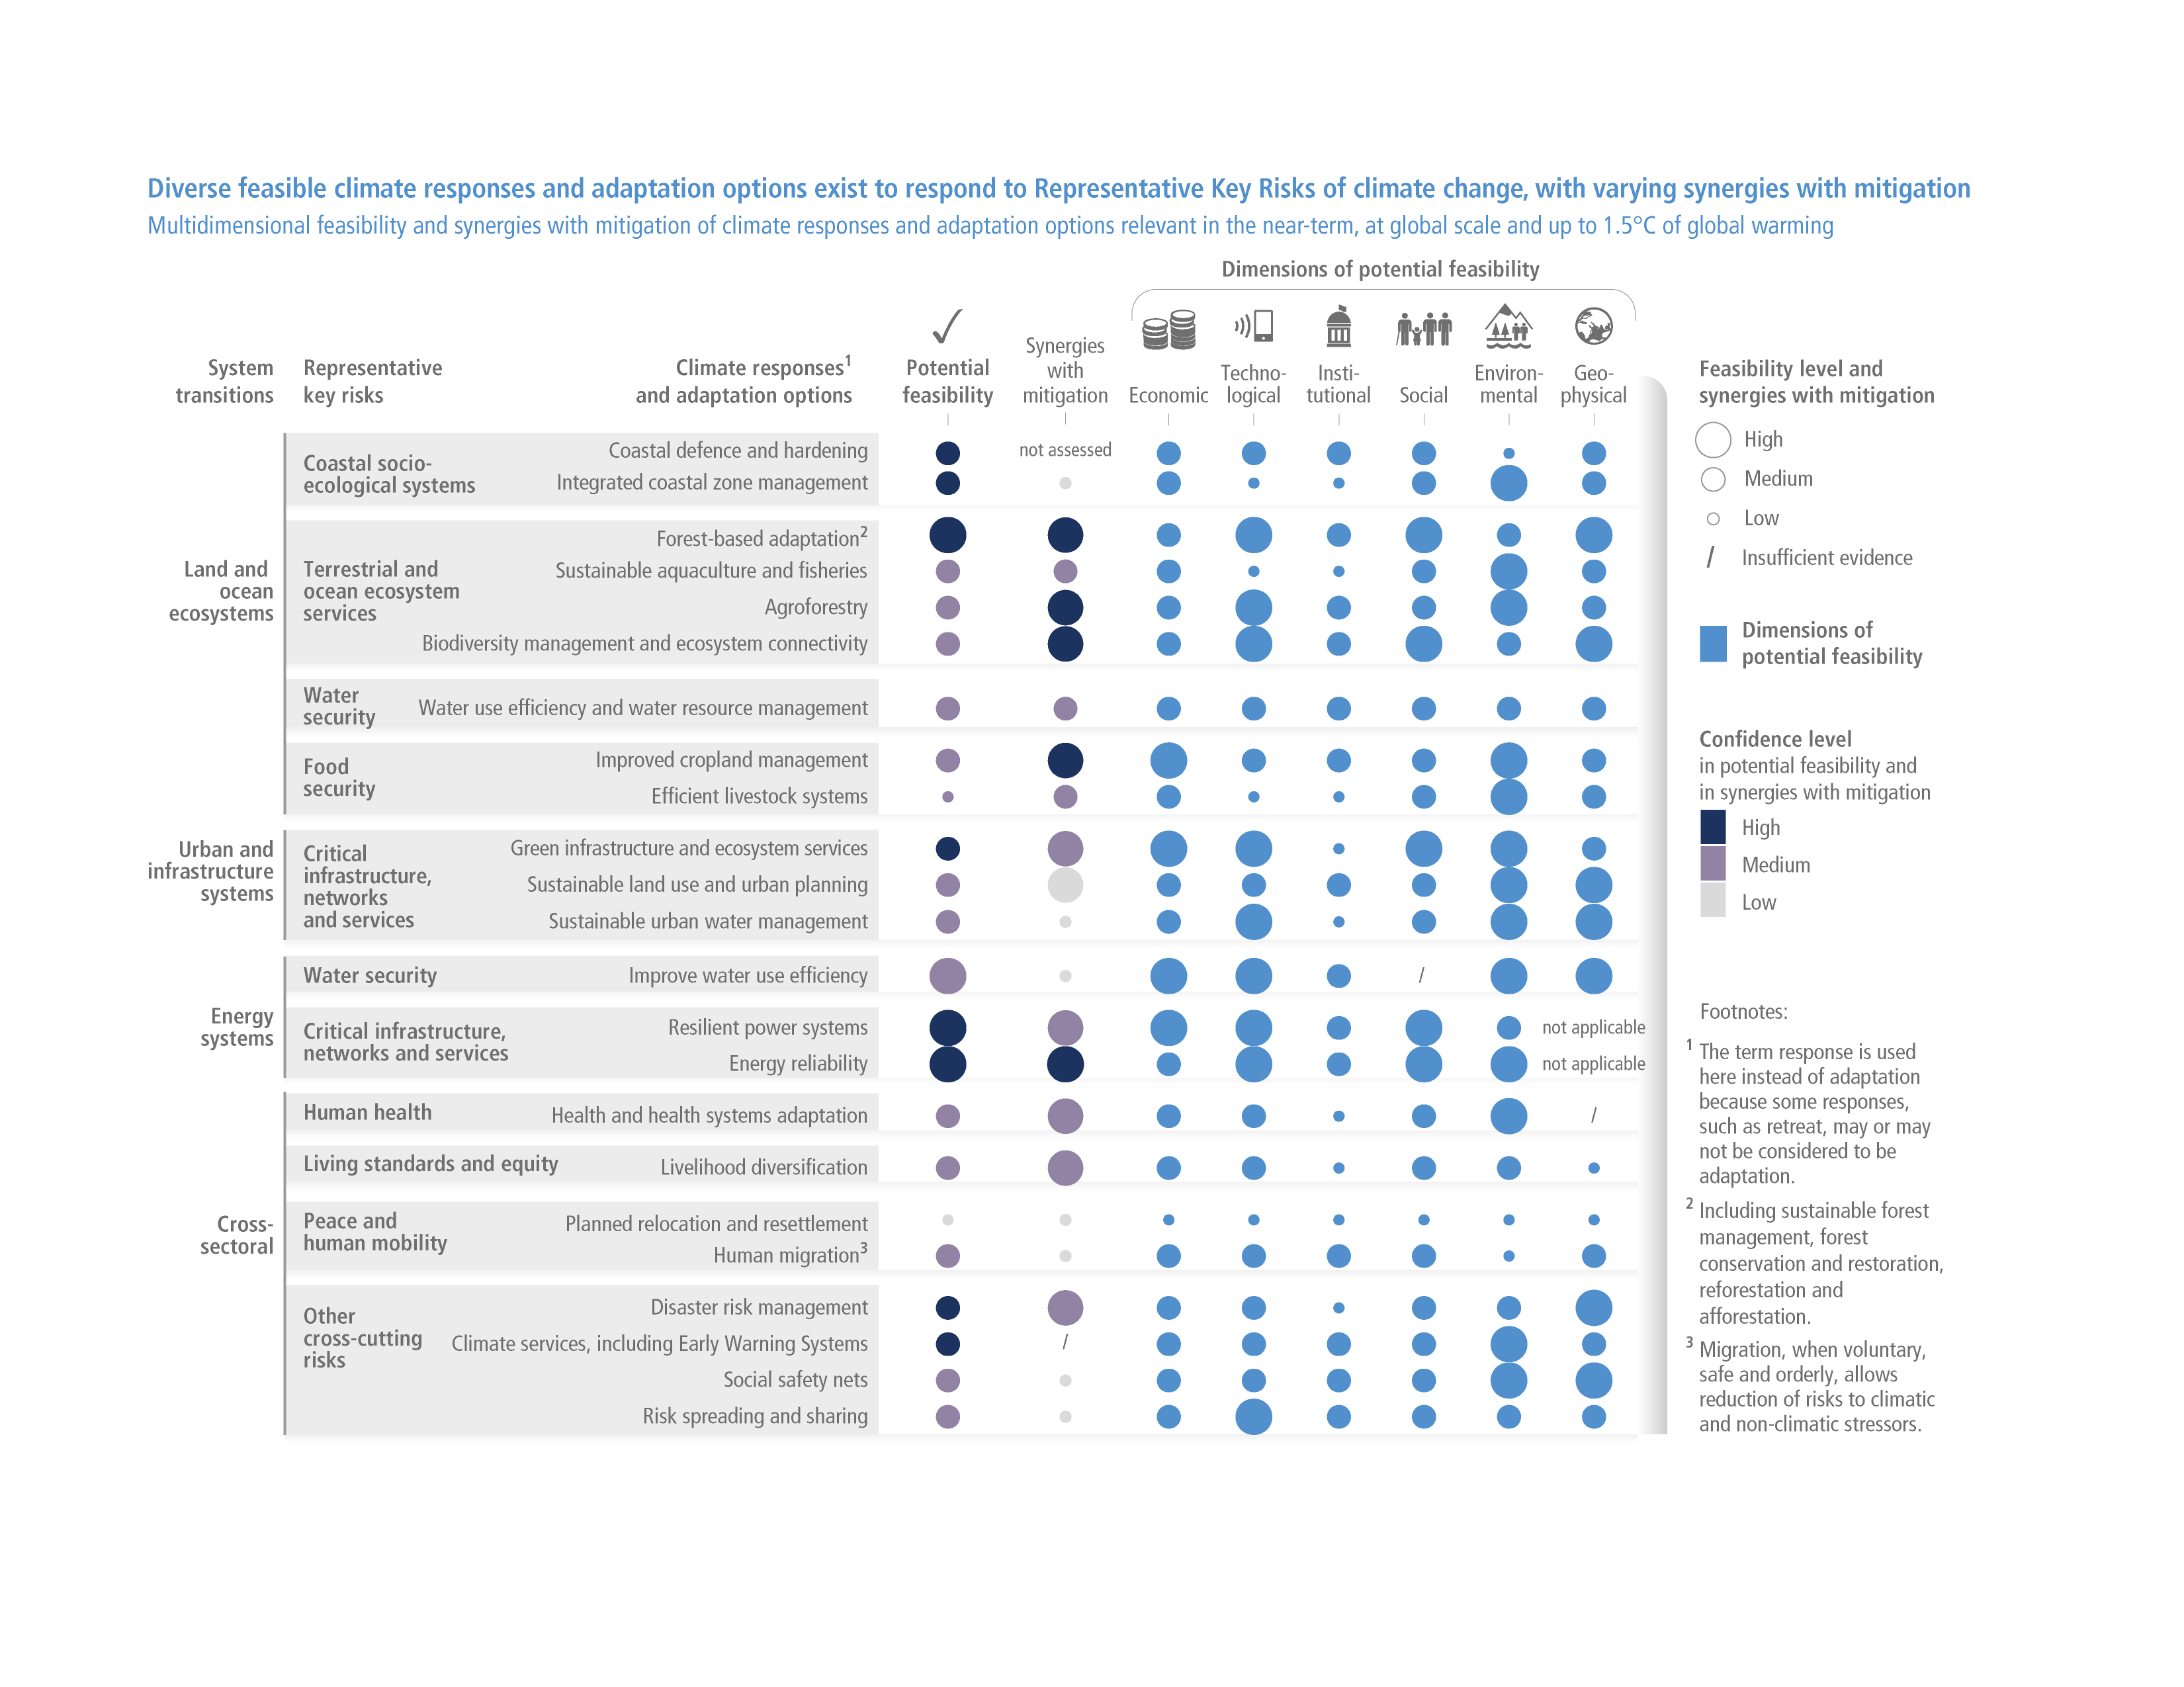 Diverse feasible climate responses and adaptation options exist to respond to Representative Key Risks of climate change, with varying synergies with mitigation
Multidimensional feasibility and synergies with mitigation of climate responses and adaptation options relevant in the near-term, at global scale and up to 1.5°C of global warming
Dimensions of potential feasibility
System
transitions
Representative
key risks
Climate responses¹
and adaptation options
Potential
feasibility
Synergies
with
mitigation
Economic
Techno-
logical
Insti-
tutional
Social
Environ-
mental
Geo-
physical
Land and
ocean
ecosystems
Coastal socio-
ecological systems
Coastal defence and hardening
not assessed
Integrated coastal zone management
Terrestrial and
ocean ecosystem
services
Forest-based adaptation²
Sustainable aquaculture and fisheries
Agroforestry
Biodiversity management and ecosystem connectivity
Water
security
Water use efficiency and water resource management
Food
security
Improved cropland management
Efficient livestock systems
Urban and
infrastructure
systems
Critical
infrastructure,
networks
and services
Green infrastructure and ecosystem services
Sustainable land use and urban planning
Sustainable urban water management
Energy
systems
Water security
Improve water use efficiency
/
Critical infrastructure,
networks and services
Resilient power systems
not applicable
Energy reliability
not applicable
Cross-
sectoral
Human health
Health and health systems adaptation
/
Living standards and equity
Livelihood diversification
Peace and
human mobility
Planned relocation and resettlement
Human migration³
Other
cross-cutting
risks
Disaster risk management
Climate services, including Early Warning Systems
/
Social safety nets
Risk spreading and sharing
Feasibility level and
synergies with mitigation
High
Medium
Low
/ Insufficient evidence
Dimensions of
potential feasibility
Confidence level
in potential feasibility and
in synergies with mitigation
High
Medium
Low
Footnotes:
¹ The term response is used
here instead of adaptation
because some responses,
such as retreat, may or may
not be considered to be
adaptation.
² Including sustainable forest
management, forest
conservation and restoration,
reforestation and
afforestation.
³ Migration, when voluntary,
safe and orderly, allows
reduction of risks to climatic
and non-climatic stressors.